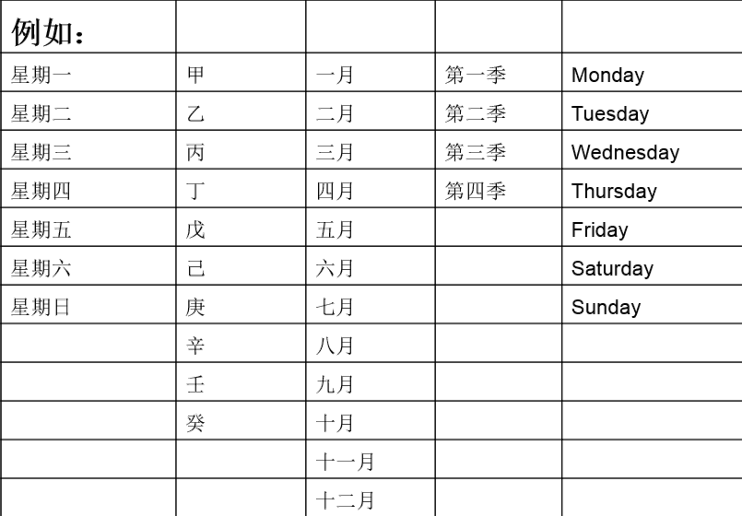 例如:
星期一 甲 一月 第一季 Monday
星期二 乙 二月 第二季 Tuesday
星期三 丙 三月 第三季 Wednesday
星期四 丁 四月 第四季 Thursday
星期五 戊 五月 Friday
星期六 己 六月 Saturday
星期日 庚 七月 Sunday
辛 八月
壬 九月
癸 十月
十一月
十二月